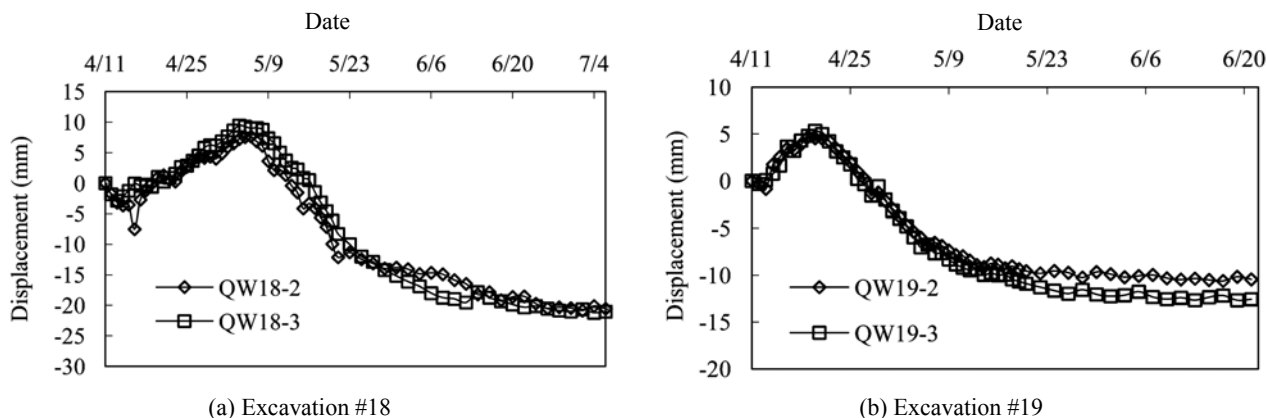 Date
4/11 4/25 5/9 5/23 6/6 6/20 7/4
15
10
5
0
-5
-10
-15
-20
-25
-30
Displacement (mm)
QW18-2
QW18-3
(a) Excavation #18
Date
4/11 4/25 5/9 5/23 6/6 6/20
10
5
0
-5
-10
-15
-20
Displacement (mm)
QW19-2
QW19-3
(b) Excavation #19